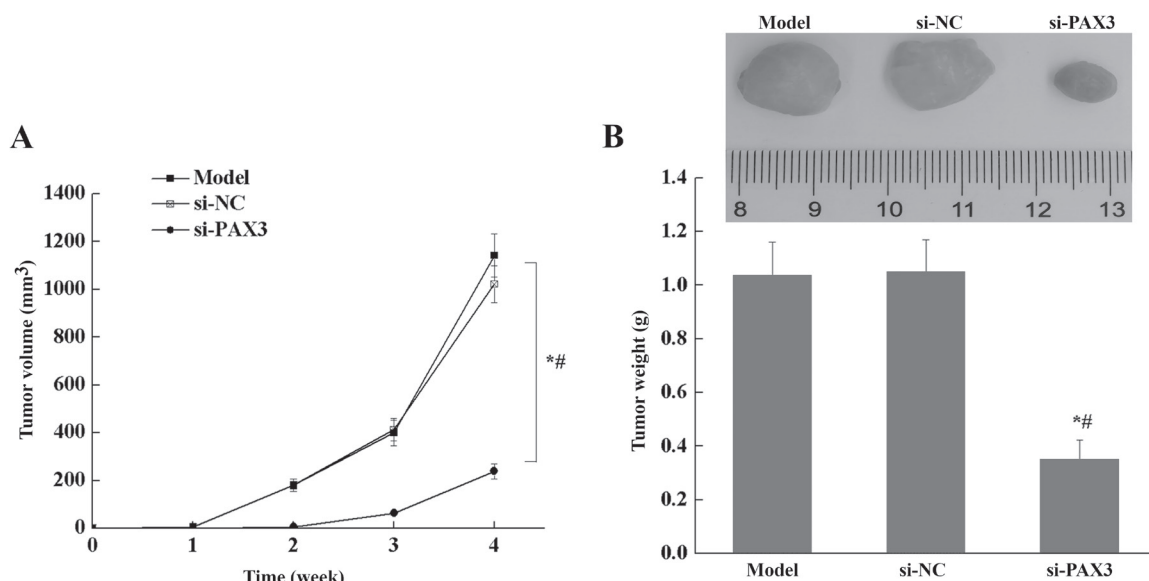 A
Model
si-NC
si-PAX3
Tumor volume (mm³)
1400
1200
1000
800
600
400
200
0
0 1 2 3 4
Time (week)
*#
B
Model si-NC si-PAX3
8 9 10 11 12 13
Tumor weight (g)
1.4
1.2
1.0
0.8
0.6
0.4
0.2
0.0
*#
Model si-NC si-PAX3